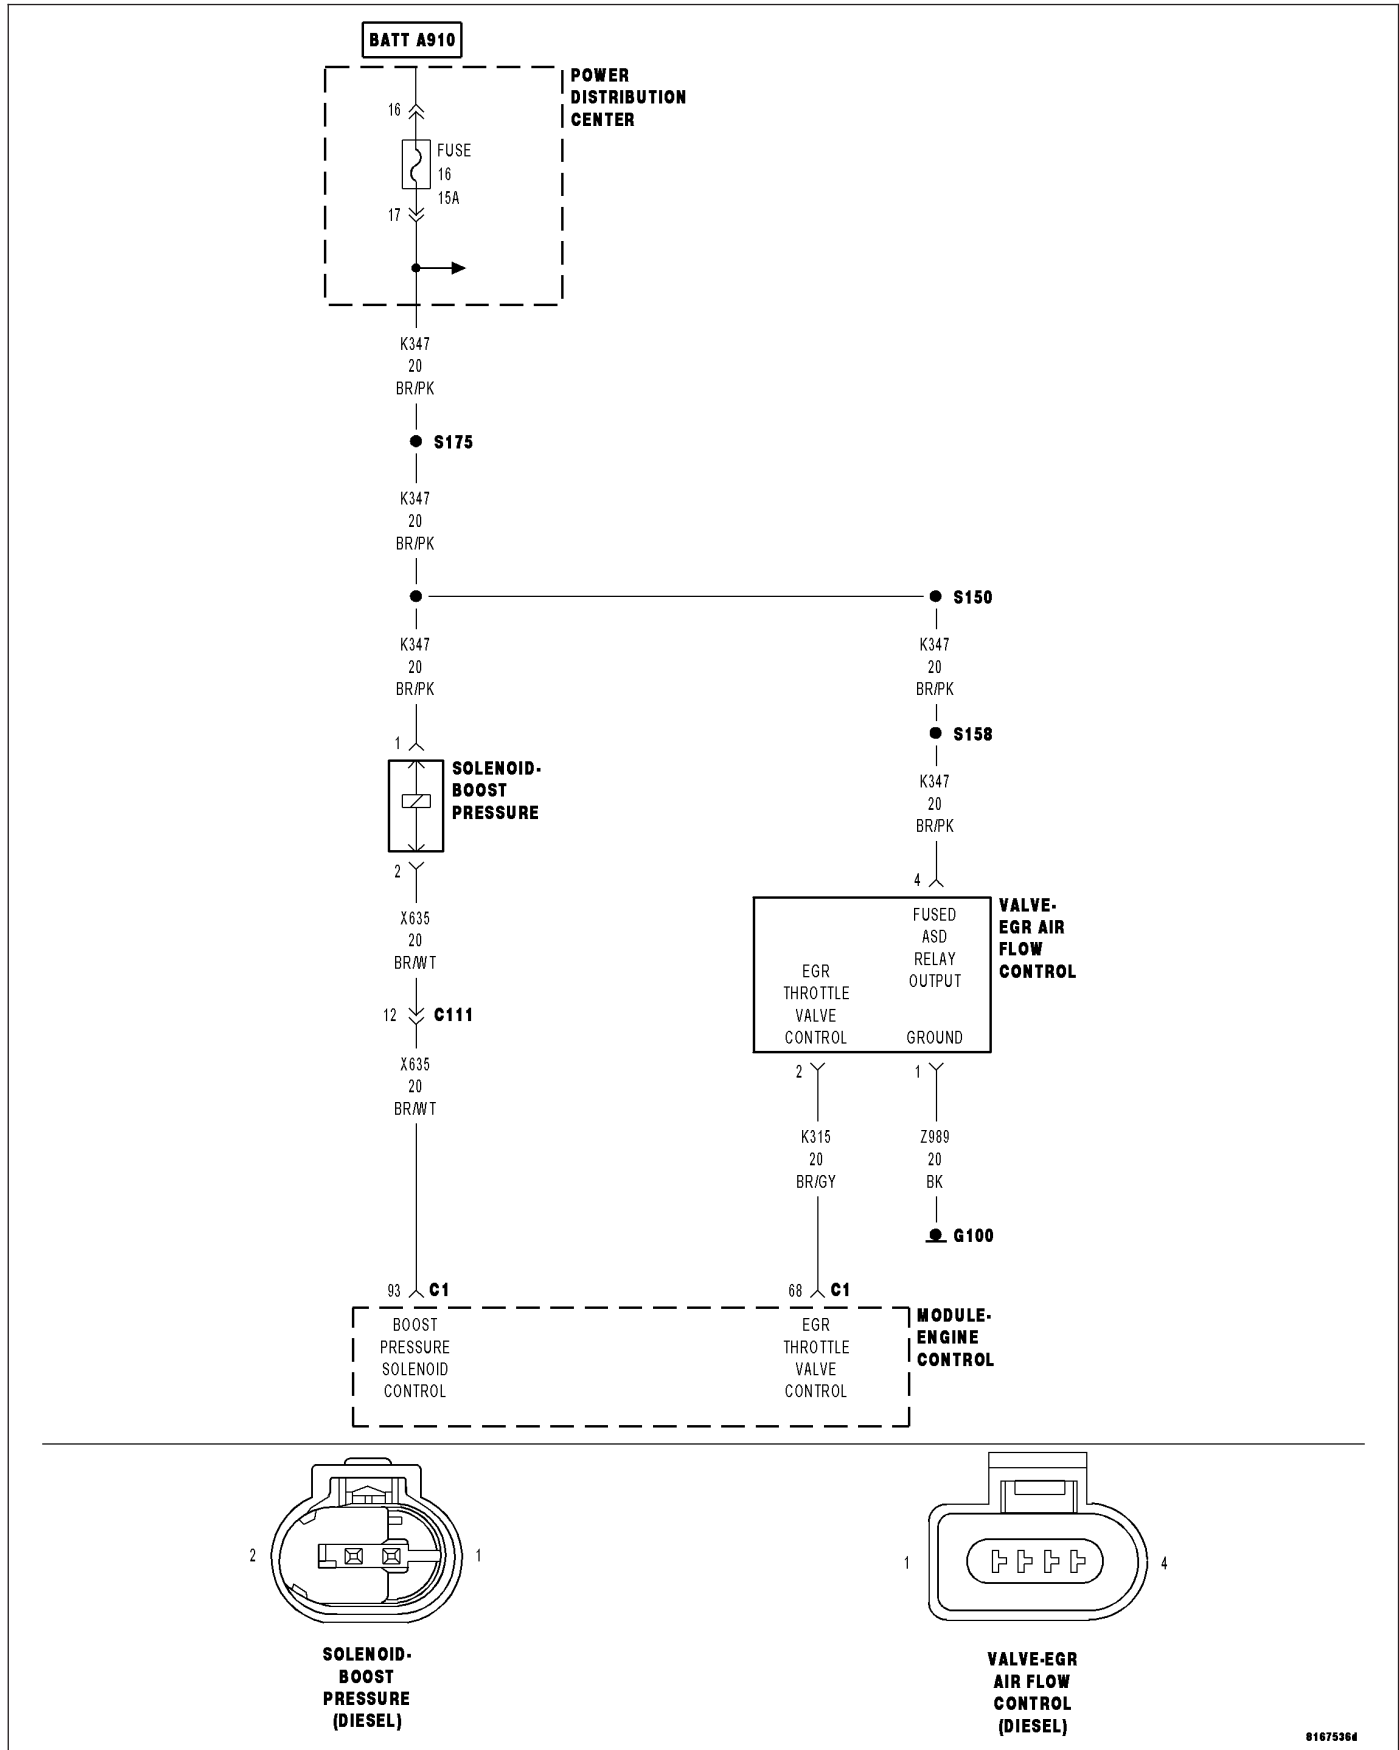 BATT A910
POWER
DISTRIBUTION
CENTER
16
FUSE
16
15A
17
K347
20
BR/PK
S175
K347
20
BR/PK
S150
K347
20
BR/PK
K347
20
BR/PK
S158
1
SOLENOID-
BOOST
PRESSURE
K347
20
BR/PK
2
4
X635
20
BR/WT
VALVE-
EGR AIR
FLOW
CONTROL
FUSED
ASD
RELAY
OUTPUT
EGR
THROTTLE
VALVE
CONTROL
GROUND
12
C111
X635
20
BR/WT
2
1
K315
20
BR/GY
Z989
20
BK
G100
93
C1
68
C1
BOOST
PRESSURE
SOLENOID
CONTROL
EGR
THROTTLE
VALVE
CONTROL
MODULE-
ENGINE
CONTROL
2
1
1
4
SOLENOID-
BOOST
PRESSURE
(DIESEL)
VALVE-EGR
AIR FLOW
CONTROL
(DIESEL)
8167536d